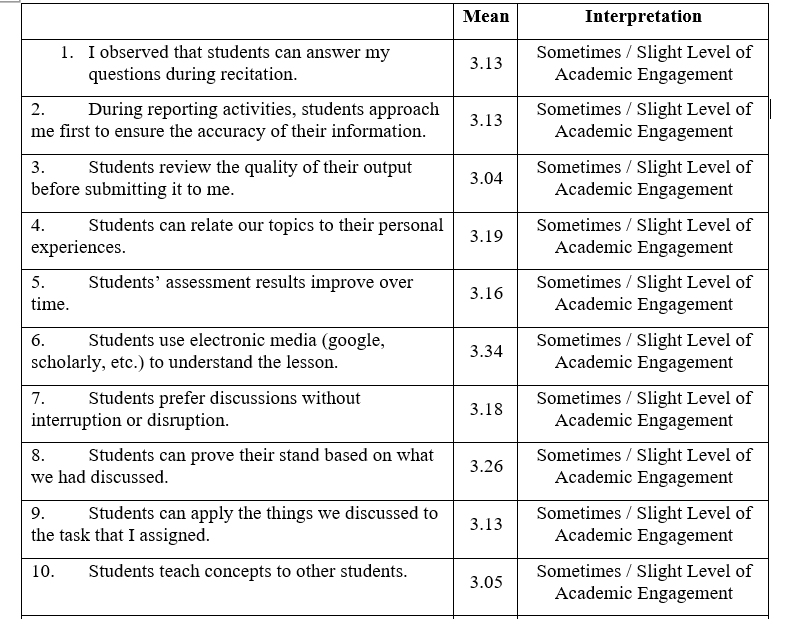 Mean Interpretation
1. I observed that students can answer my
questions during recitation.
3.13
Sometimes / Slight Level of
Academic Engagement
2. During reporting activities, students approach
me first to ensure the accuracy of their information.
3.13
Sometimes / Slight Level of
Academic Engagement
3. Students review the quality of their output
before submitting it to me.
3.04
Sometimes / Slight Level of
Academic Engagement
4. Students can relate our topics to their personal
experiences.
3.19
Sometimes / Slight Level of
Academic Engagement
5. Students’ assessment results improve over
time.
3.16
Sometimes / Slight Level of
Academic Engagement
6. Students use electronic media (google,
scholarly, etc.) to understand the lesson.
3.34
Sometimes / Slight Level of
Academic Engagement
7. Students prefer discussions without
interruption or disruption.
3.18
Sometimes / Slight Level of
Academic Engagement
8. Students can prove their stand based on what
we had discussed.
3.26
Sometimes / Slight Level of
Academic Engagement
9. Students can apply the things we discussed to
the task that I assigned.
3.13
Sometimes / Slight Level of
Academic Engagement
10. Students teach concepts to other students.
3.05
Sometimes / Slight Level of
Academic Engagement